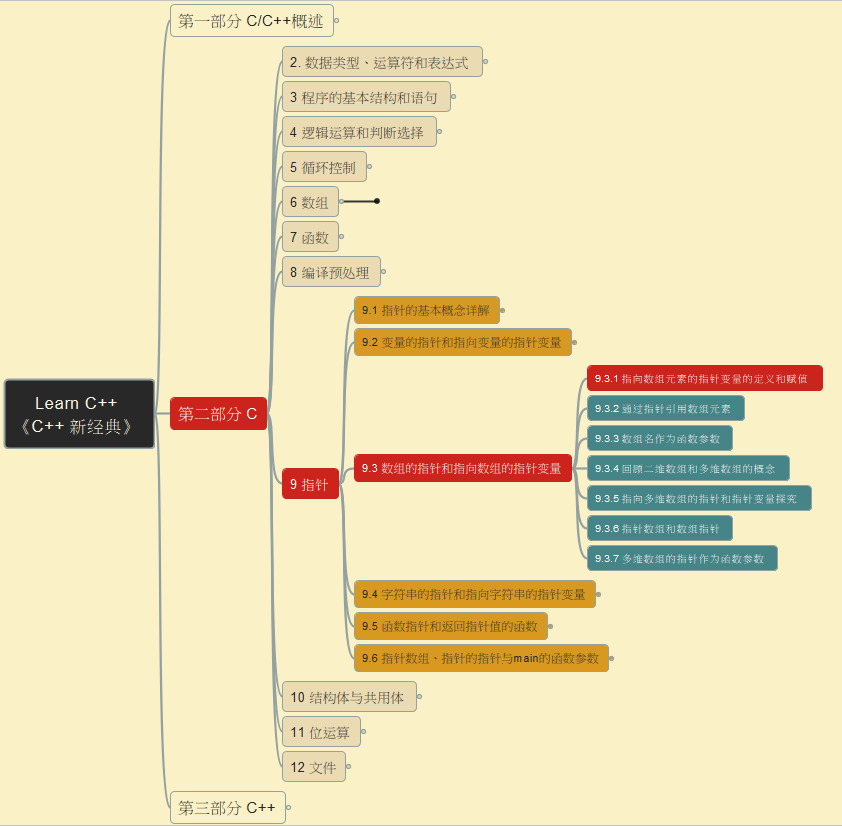 第一部分 C/C++概述
2. 数据类型、运算符和表达式
3 程序的基本结构和语句
4 逻辑运算和判断选择
5 循环控制
6 数组
7 函数
8 编译预处理
9.1 指针的基本概念详解
9.2 变量的指针和指向变量的指针变量
9.3.1 指向数组元素的指针变量的定义和赋值
9.3.2 通过指针引用数组元素
9.3.3 数组名作为函数参数
Learn C++
《C++ 新经典》
第二部分 C
9 指针
9.3 数组的指针和指向数组的指针变量
9.3.4 回顾二维数组和多维数组的概念
9.3.5 指向多维数组的指针和指针变量探究
9.3.6 指针数组和数组指针
9.3.7 多维数组的指针作为函数参数
9.4 字符串的指针和指向字符串的指针变量
9.5 函数指针和返回指针值的函数
9.6 指针数组、指针的指针与main的函数参数
10 结构体与共用体
11 位运算
12 文件
第三部分 C++